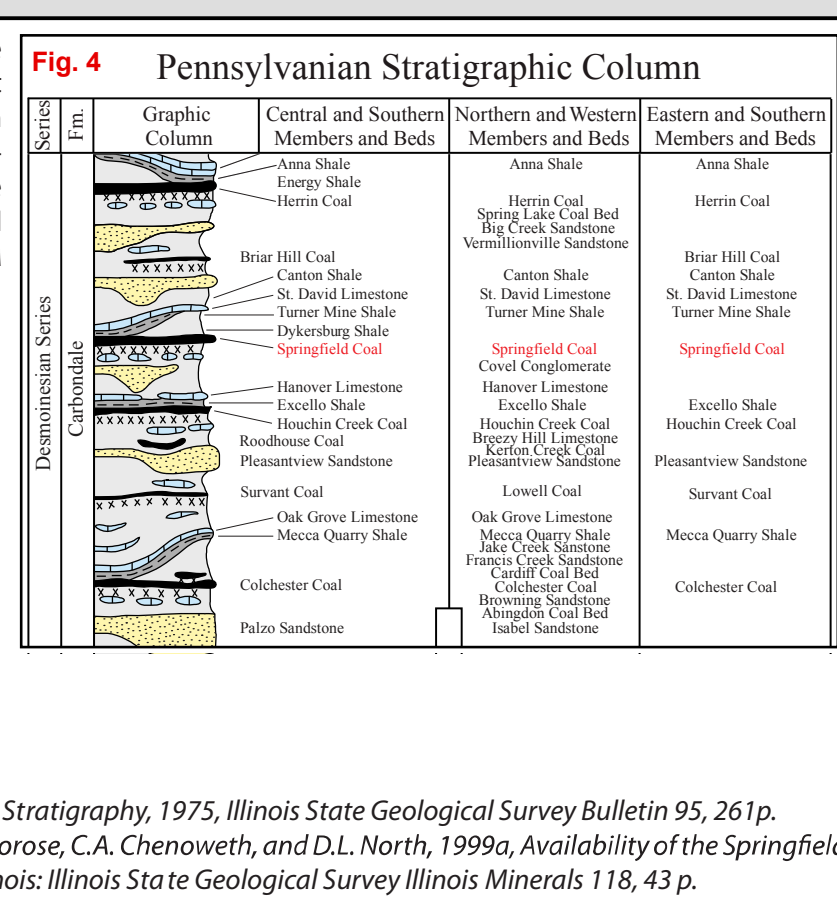 Fig. 4
Pennsylvanian Stratigraphic Column
Series
Fm.
Graphic
Column
Central and Southern
Members and Beds
Northern and Western
Members and Beds
Eastern and Southern
Members and Beds
Desmoinesian Series
Carbondale
Anna Shale
Energy Shale
Herrin Coal
Briar Hill Coal
Canton Shale
St. David Limestone
Turner Mine Shale
Dykersburg Shale
Springfield Coal
Hanover Limestone
Excello Shale
Houchin Creek Coal
Roodhouse Coal
Pleasantview Sandstone
Survant Coal
Oak Grove Limestone
Mecca Quarry Shale
Colchester Coal
Palzo Sandstone
Anna Shale
Herrin Coal
Spring Lake Coal Bed
Big Creek Sandstone
Vermillionville Sandstone
Canton Shale
St. David Limestone
Turner Mine Shale
Springfield Coal
Covel Conglomerate
Hanover Limestone
Excello Shale
Houchin Creek Coal
Breezy Hill Limestone
Kerton Creek Coal
Pleasantview Sandstone
Lowell Coal
Oak Grove Limestone
Mecca Quarry Shale
Jake Creek Sanstone
Francis Creek Sandstone
Cardiff Coal Bed
Colchester Coal
Browning Sandstone
Abingdon Coal Bed
Isabel Sandstone
Anna Shale
Herrin Coal
Briar Hill Coal
Canton Shale
St. David Limestone
Turner Mine Shale
Springfield Coal
Excello Shale
Houchin Creek Coal
Pleasantview Sandstone
Survant Coal
Mecca Quarry Shale
Colchester Coal
Stratigraphy, 1975, Illinois State Geological Survey Bulletin 95, 261p.
orose, C.A. Chenoweth, and D.L. North, 1999a, Availability of the Springfield
nois: Illinois State Geological Survey Illinois Minerals 118, 43 p.